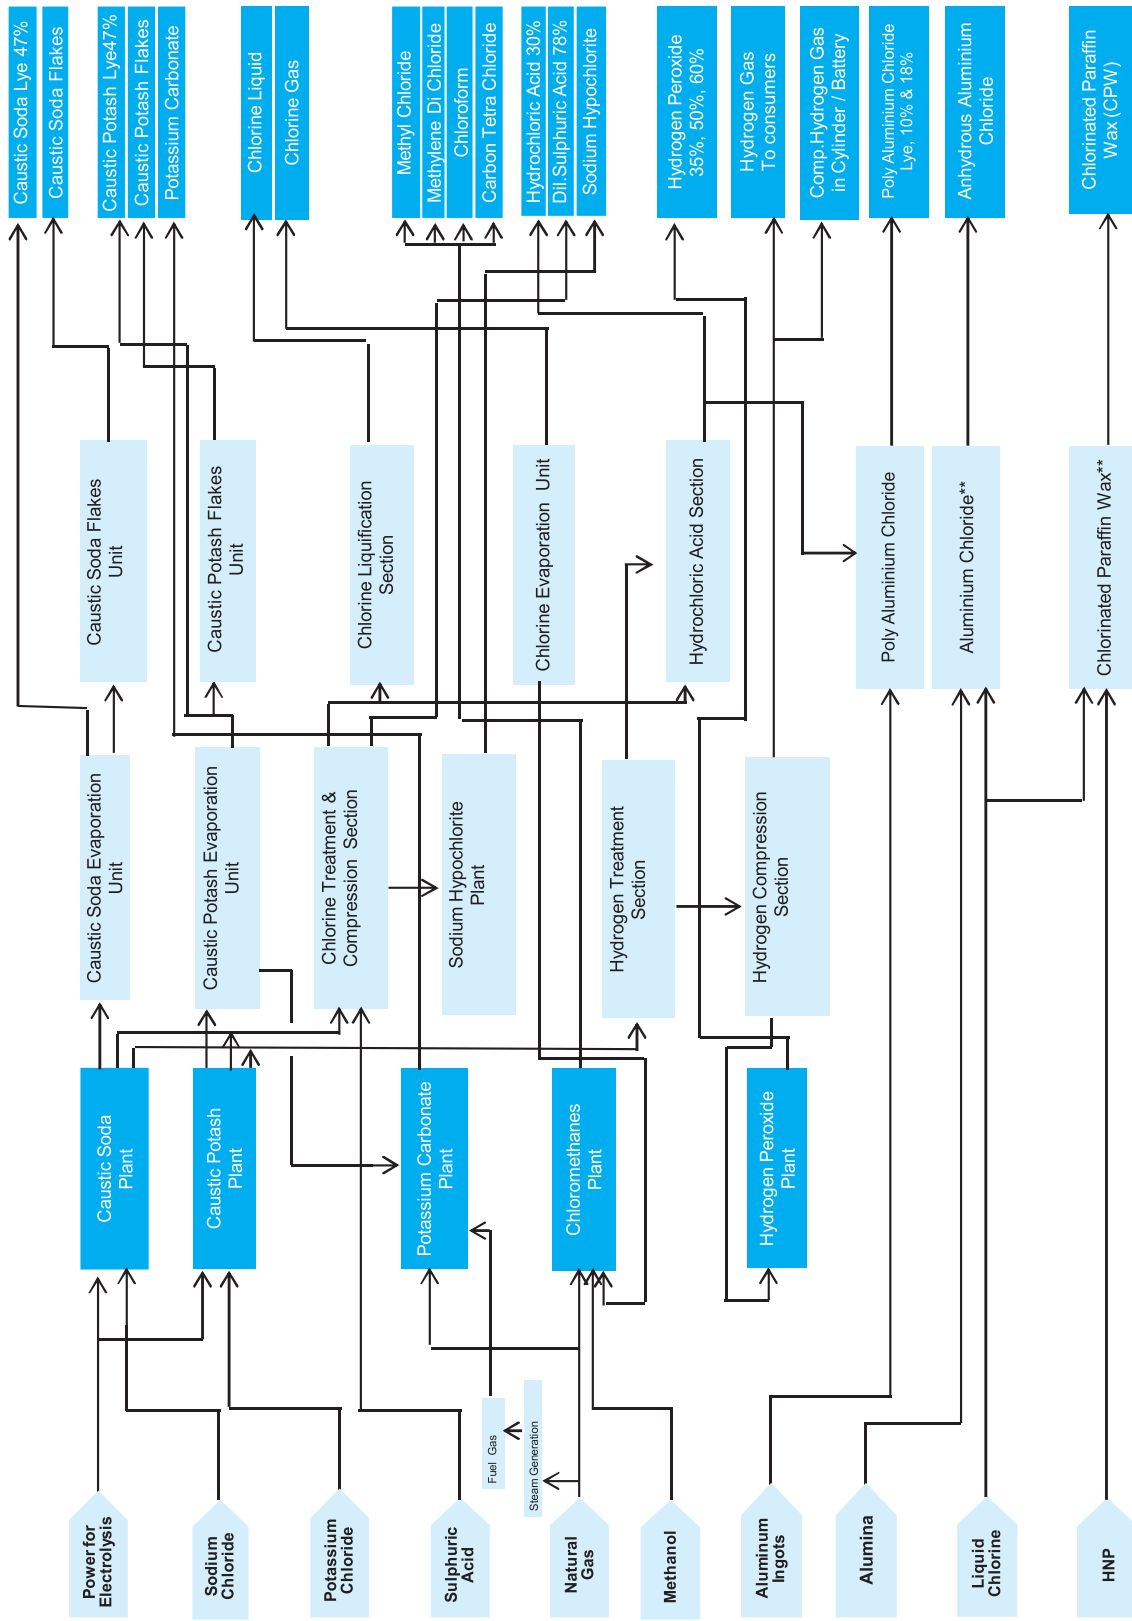 Power for
Electrolysis
Sodium
Chloride
Potassium
Chloride
Sulphuric
Acid
Natural
Gas
Methanol
Aluminum
Ingots
Alumina
Liquid
Chlorine
HNP
Fuel Gas
Steam Generation
Caustic Soda
Plant
Caustic Potash
Plant
Potassium Carbonate
Plant
Chloromethanes
Plant
Hydrogen Peroxide
Plant
Caustic Soda Evaporation
Unit
Caustic Potash Evaporation
Unit
Chlorine Treatment &
Compression Section
Sodium Hypochlorite
Plant
Hydrogen Treatment
Section
Hydrogen Compression
Section
Caustic Soda Flakes
Unit
Caustic Potash Flakes
Unit
Chlorine Liquification
Section
Chlorine Evaporation Unit
Hydrochloric Acid Section
Poly Aluminium Chloride
Aluminium Chloride**
Chlorinated Paraffin Wax**
Caustic Soda Lye 47%
Caustic Soda Flakes
Caustic Potash Lye47%
Caustic Potash Flakes
Potassium Carbonate
Chlorine Liquid
Chlorine Gas
Methyl Chloride
Methylene Di Chloride
Chloroform
Carbon Tetra Chloride
Hydrochloric Acid 30%
Dil.Sulphuric Acid 78%
Sodium Hypochlorite
Hydrogen Peroxide
35%, 50%, 60%
Hydrogen Gas
To consumers
Comp.Hydrogen Gas
in Cylinder / Battery
Poly Aluminium Chloride
Lye, 10% & 18%
Anhydrous Aluminium
Chloride
Chlorinated Paraffin
Wax (CPW)